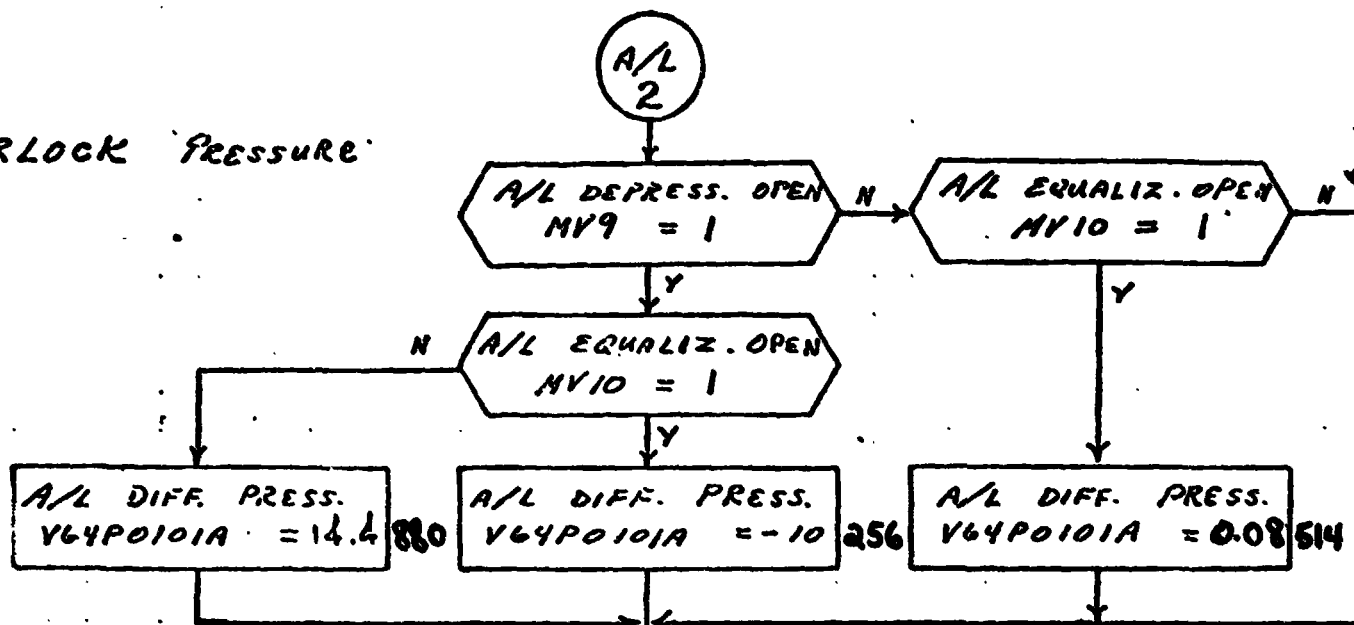 A/L
2
RLOCK PRESSURE
A/L DEPRESS. OPEN
MV9 = 1
N
A/L EQUALIZ. OPEN
MV10 = 1
N
Y
Y
N
A/L EQUALIZ. OPEN
MV10 = 1
Y
A/L DIFF. PRESS.
V64P0101A = 14.4 880
A/L DIFF. PRESS.
V64P0101A = -10 256
A/L DIFF. PRESS.
V64P0101A = 0.08 514